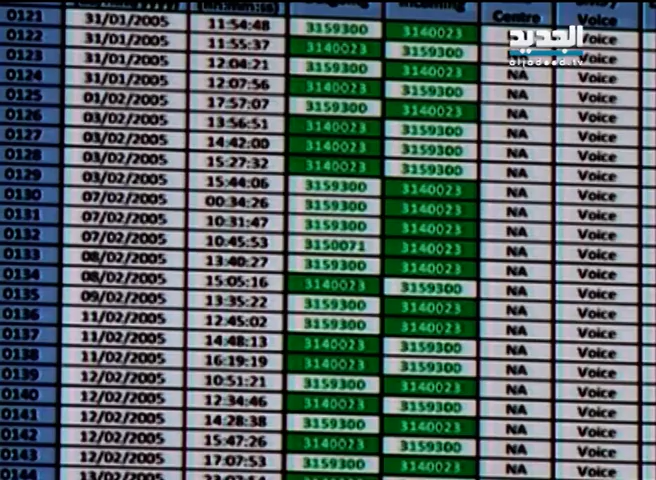 Incoming Centre
0121 31/01/2005 11:54:48 3159300 3140023 Voice
0122 31/01/2005 11:55:37 3140023 3159300 Voice
الجديد
aljadeed.tv
0123 31/01/2005 12:04:21 3159300 3140023 NA Voice
0124 31/01/2005 12:07:56 3140023 3159300 NA Voice
0125 01/02/2005 17:57:07 3159300 3140023 NA Voice
0126 03/02/2005 13:56:51 3140023 3159300 NA Voice
0127 03/02/2005 14:42:00 3140023 3159300 NA Voice
0128 03/02/2005 15:27:32 3140023 3159300 NA Voice
0129 03/02/2005 15:44:06 3159300 3140023 NA Voice
0130 07/02/2005 00:34:26 3159300 3140023 NA Voice
0131 07/02/2005 10:31:47 3159300 3140023 NA Voice
0132 07/02/2005 10:45:53 3150071 3140023 NA Voice
0133 08/02/2005 13:40:27 3159300 3140023 NA Voice
0134 08/02/2005 15:05:16 3140023 3159300 NA Voice
0135 09/02/2005 13:35:22 3159300 3140023 NA Voice
0136 11/02/2005 12:45:02 3159300 3140023 NA Voice
0137 11/02/2005 14:48:13 3140023 3159300 NA Voice
0138 11/02/2005 16:19:19 3140023 3159300 NA Voice
0139 12/02/2005 10:51:21 3159300 3140023 NA Voice
0140 12/02/2005 12:34:46 3140023 3159300 NA Voice
0141 12/02/2005 14:28:38 3159300 3140023 NA Voice
0142 12/02/2005 15:47:26 3140023 3159300 NA Voice
0143 12/02/2005 17:07:53 3159300 3140023 NA Voice
0144 13/02/2005